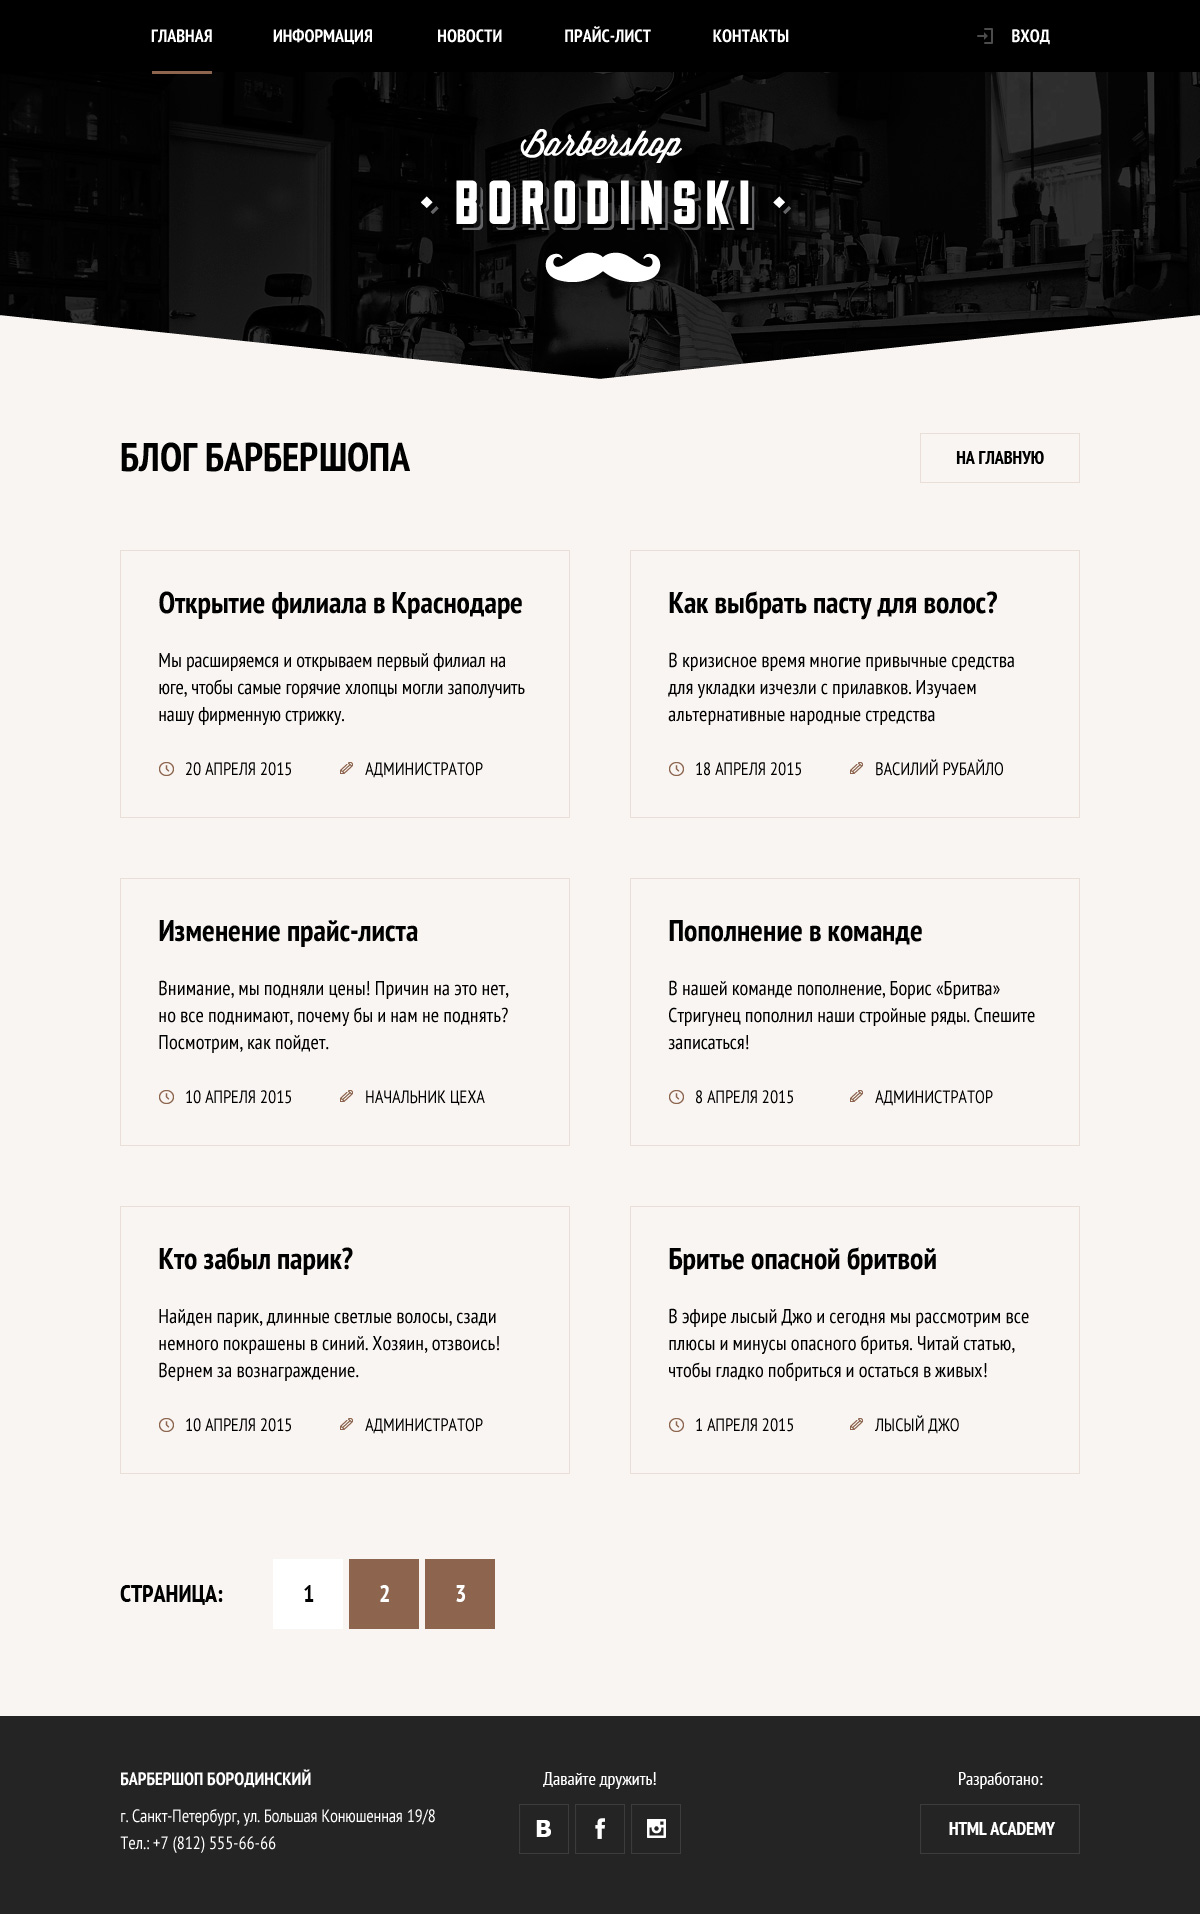 ГЛАВНАЯ ИНФОРМАЦИЯ НОВОСТИ ПРАЙС-ЛИСТ КОНТАКТЫ ВХОД
Barbershop
BORODINSKI
БЛОГ БАРБЕРШОПА
НА ГЛАВНУЮ
Открытие филиала в Краснодаре
Мы расширяемся и открываем первый филиал на
юге, чтобы самые горячие хлопцы могли заполучить
нашу фирменную стрижку.
20 АПРЕЛЯ 2015 АДМИНИСТРАТОР
Как выбрать пасту для волос?
В кризисное время многие привычные средства
для укладки изчезли с прилавков. Изучаем
альтернативные народные стредства
18 АПРЕЛЯ 2015 ВАСИЛИЙ РУБАЙЛО
Изменение прайс-листа
Внимание, мы подняли цены! Причин на это нет,
но все поднимают, почему бы и нам не поднять?
Посмотрим, как пойдет.
10 АПРЕЛЯ 2015 НАЧАЛЬНИК ЦЕХА
Пополнение в команде
В нашей команде пополнение, Борис «Бритва»
Стригунец пополнил наши стройные ряды. Спешите
записаться!
8 АПРЕЛЯ 2015 АДМИНИСТРАТОР
Кто забыл парик?
Найден парик, длинные светлые волосы, сзади
немного покрашены в синий. Хозяин, отзвоись!
Вернем за вознаграждение.
10 АПРЕЛЯ 2015 АДМИНИСТРАТОР
Бритье опасной бритвой
В эфире лысый Джо и сегодня мы рассмотрим все
плюсы и минусы опасного бритья. Читай статью,
чтобы гладко побриться и остаться в живых!
1 АПРЕЛЯ 2015 ЛЫСЫЙ ДЖО
СТРАНИЦА: 1 2 3
БАРБЕРШОП БОРОДИНСКИЙ
г. Санкт-Петербург, ул. Большая Конюшенная 19/8
Тел.: +7 (812) 555-66-66
Давайте дружить!
B f
Разработано:
HTML ACADEMY